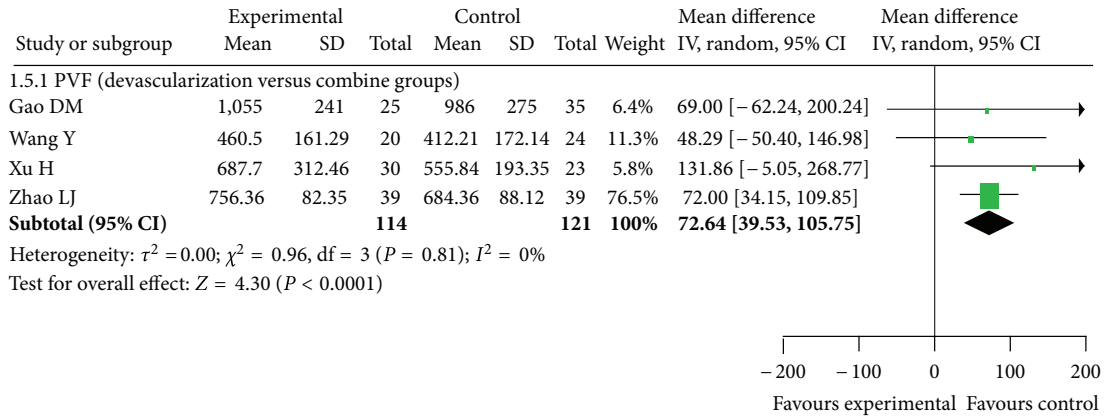 Experimental Control Mean difference Mean difference
Study or subgroup Mean SD Total Mean SD Total Weight IV, random, 95% CI IV, random, 95% CI
1.5.1 PVF (devascularization versus combine groups)
Gao DM 1,055 241 25 986 275 35 6.4% 69.00 [−62.24, 200.24]
Wang Y 460.5 161.29 20 412.21 172.14 24 11.3% 48.29 [−50.40, 146.98]
Xu H 687.7 312.46 30 555.84 193.35 23 5.8% 131.86 [−5.05, 268.77]
Zhao LJ 756.36 82.35 39 684.36 88.12 39 76.5% 72.00 [34.15, 109.85]
Subtotal (95% CI) 114 121 100% 72.64 [39.53, 105.75]
Heterogeneity: τ² = 0.00; χ² = 0.96, df = 3 (P = 0.81); I² = 0%
Test for overall effect: Z = 4.30 (P < 0.0001)
−200 −100 0 100 200
Favours experimental Favours control